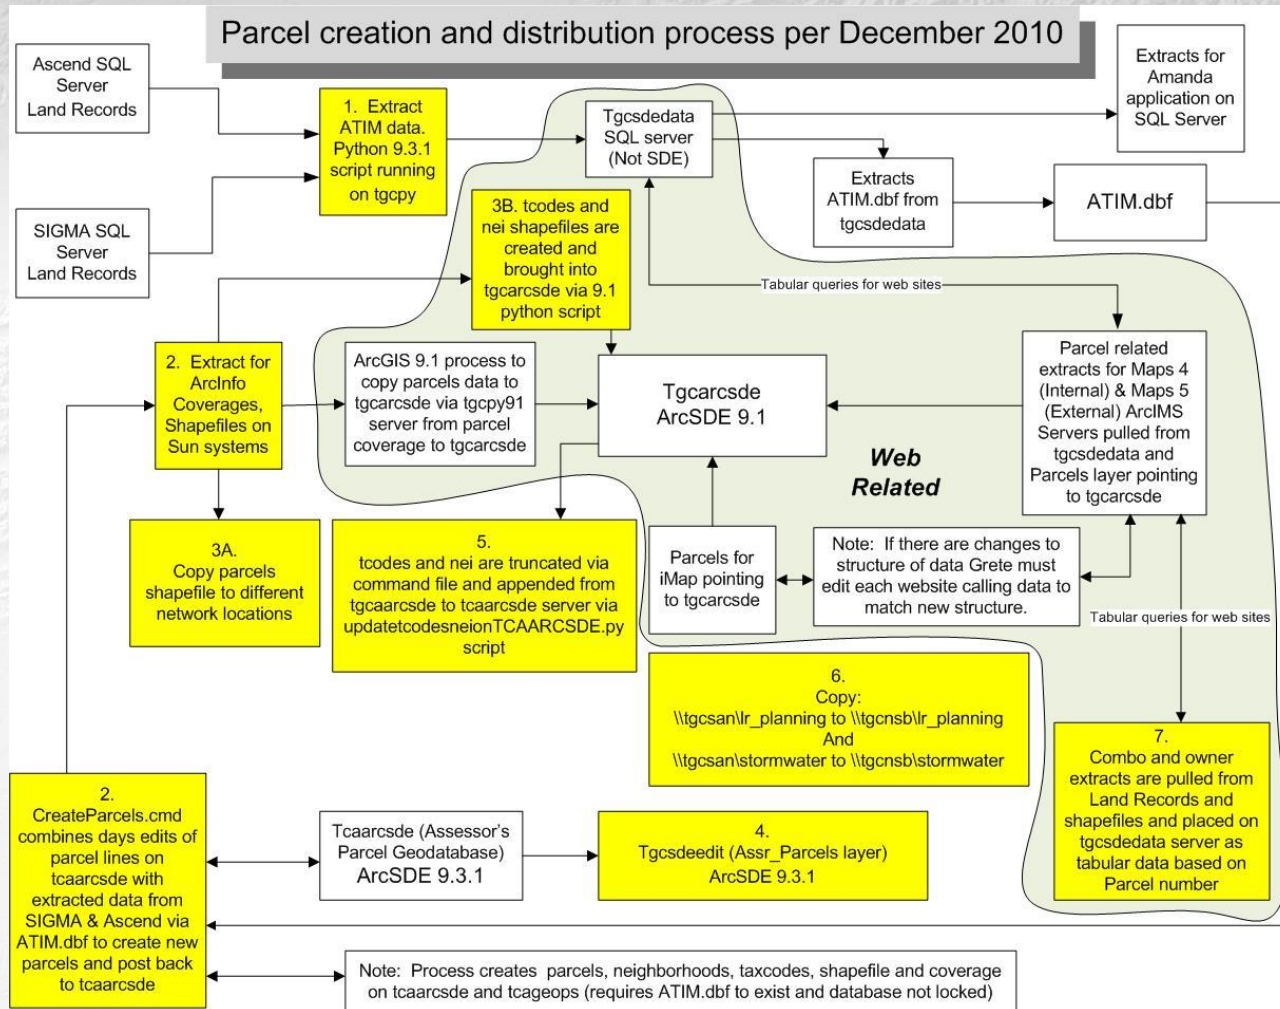 Parcel creation and distribution process per December 2010
Ascend SQL
Server
Land Records
1. Extract
ATIM data.
Python 9.3.1
script running
on tgcpy
Tgcsdedata
SQL server
(Not SDE)
Extracts for
Amanda
application on
SQL Server
SIGMA SQL
Server
Land Records
3B. tcodes and
nei shapefiles are
created and
brought into
tgcarcsde via 9.1
python script
Extracts
ATIM.dbf from
tgcsdedata
ATIM.dbf
Tabular queries for web sites
2. Extract for
ArcInfo
Coverages,
Shapefiles on
Sun systems
ArcGIS 9.1 process to
copy parcels data to
tgcarcsde via tgcpy91
server from parcel
coverage to tgcarcsde
Tgcarcsde
ArcSDE 9.1
Parcel related
extracts for Maps 4
(Internal) & Maps 5
(External) ArcIMS
Servers pulled from
tgcsdedata and
Parcels layer pointing
to tgcarcsde
Web
Related
3A.
Copy parcels
shapefile to different
network locations
5.
tcodes and nei are truncated via
command file and appended from
tgcaarcsde to tcaarcsde server via
updatetcodesneionTCAARCSDE.py
script
Parcels for
iMap pointing
to tgcarcsde
Note: If there are changes to
structure of data Grete must
edit each website calling data to
match new structure.
Tabular queries for web sites
6.
Copy:
\\tgcsan\lr_planning to \\tgcnsb\lr_planning
And
\\tgcsan\stormwater to \\tgcnsb\stormwater
7.
Combo and owner
extracts are pulled from
Land Records and
shapefiles and placed on
tgcsdedata server as
tabular data based on
Parcel number
2.
CreateParcels.cmd
combines days edits of
parcel lines on
tcaarcsde with
extracted data from
SIGMA & Ascend via
ATIM.dbf to create new
parcels and post back
to tcaarcsde
Tcaarcsde (Assessor's
Parcel Geodatabase)
ArcSDE 9.3.1
4.
Tgcsdeedit (Assr_Parcels layer)
ArcSDE 9.3.1
Note: Process creates parcels, neighborhoods, taxcodes, shapefile and coverage
on tcaarcsde and tcageops (requires ATIM.dbf to exist and database not locked)